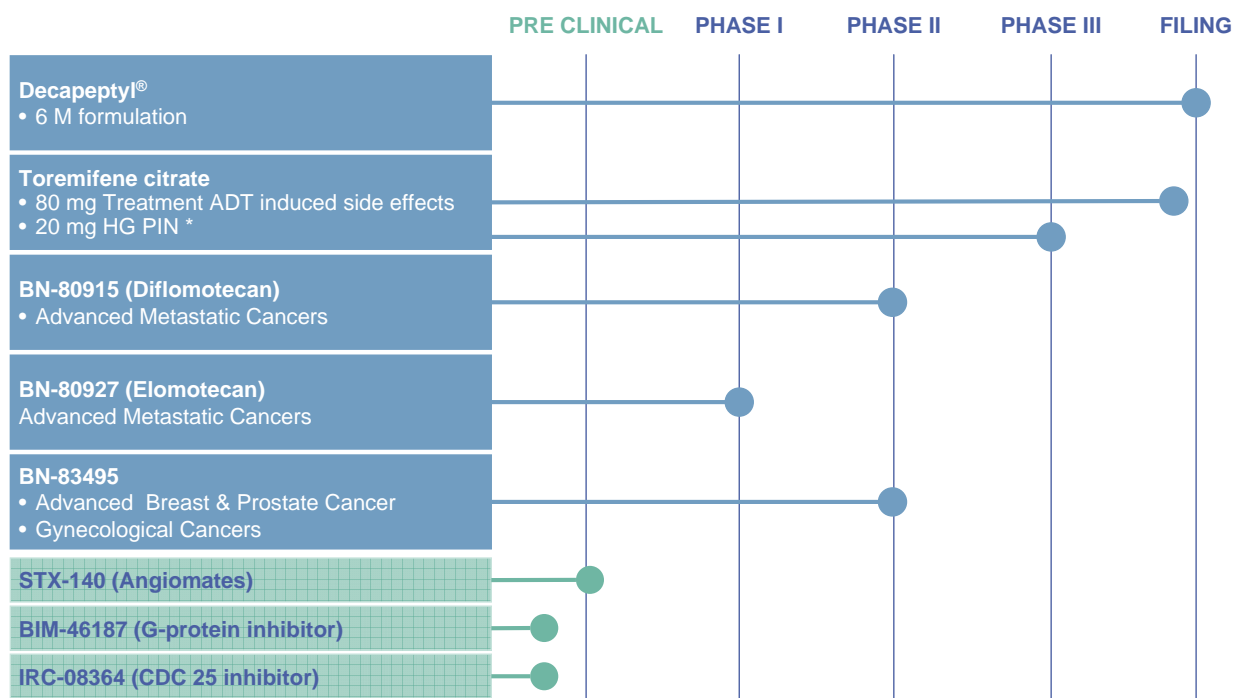 PRE CLINICAL PHASE I PHASE II PHASE III FILING
Decapeptyl®
• 6 M formulation
Toremifene citrate
• 80 mg Treatment ADT induced side effects
• 20 mg HG PIN *
BN-80915 (Diflomotecan)
• Advanced Metastatic Cancers
BN-80927 (Elomotecan)
Advanced Metastatic Cancers
BN-83495
• Advanced Breast & Prostate Cancer
• Gynecological Cancers
STX-140 (Angiomates)
BIM-46187 (G-protein inhibitor)
IRC-08364 (CDC 25 inhibitor)